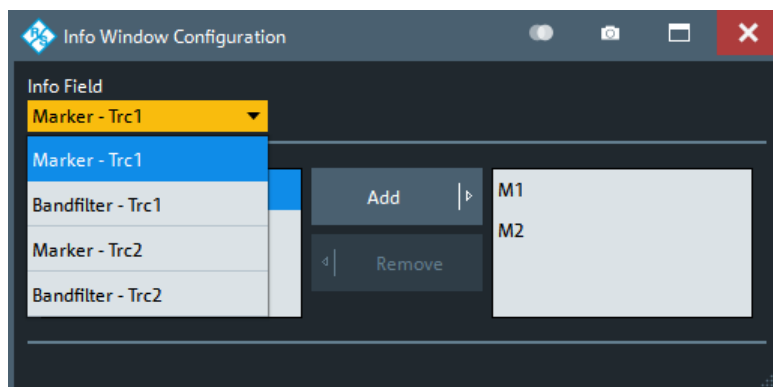 R&S
Info Window Configuration
Info Field
Marker - Trc1
Marker - Trc1
Bandfilter - Trc1
Marker - Trc2
Bandfilter - Trc2
Add
Remove
M1
M2